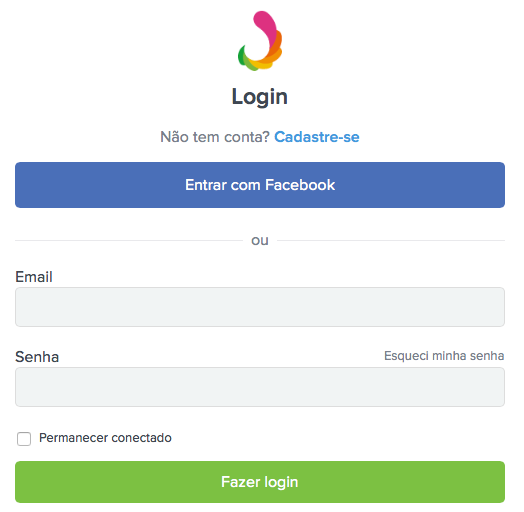 Login
Não tem conta? Cadastre-se
Entrar com Facebook
ou
Email
Senha
Esqueci minha senha
Permanecer conectado
Fazer login